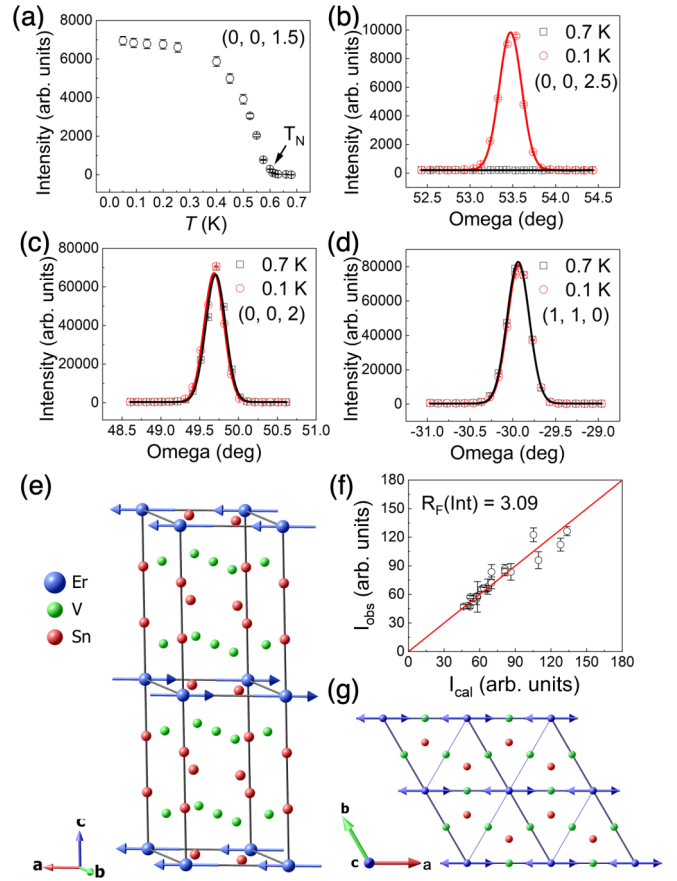 (a)
(0, 0, 1.5)
T_N
Intensity (arb. units)
8000
6000
4000
2000
0
0.0 0.1 0.2 0.3 0.4 0.5 0.6 0.7 0.8
T (K)
(b)
0.7 K
0.1 K
(0, 0, 2.5)
Intensity (arb. units)
10000
8000
6000
4000
2000
0
52.5 53.0 53.5 54.0 54.5
Omega (deg)
(c)
0.7 K
0.1 K
(0, 0, 2)
Intensity (arb. units)
80000
60000
40000
20000
0
48.5 49.0 49.5 50.0 50.5 51.0
Omega (deg)
(d)
0.7 K
0.1 K
(1, 1, 0)
Intensity (arb. units)
80000
60000
40000
20000
0
-31.0 -30.5 -30.0 -29.5 -29.0
Omega (deg)
(e)
Er
V
Sn
c
a
b
(f)
R_F(Int) = 3.09
I_obs (arb. units)
180
150
120
90
60
30
0
0 30 60 90 120 150 180
I_cal (arb. units)
(g)
b
c
a